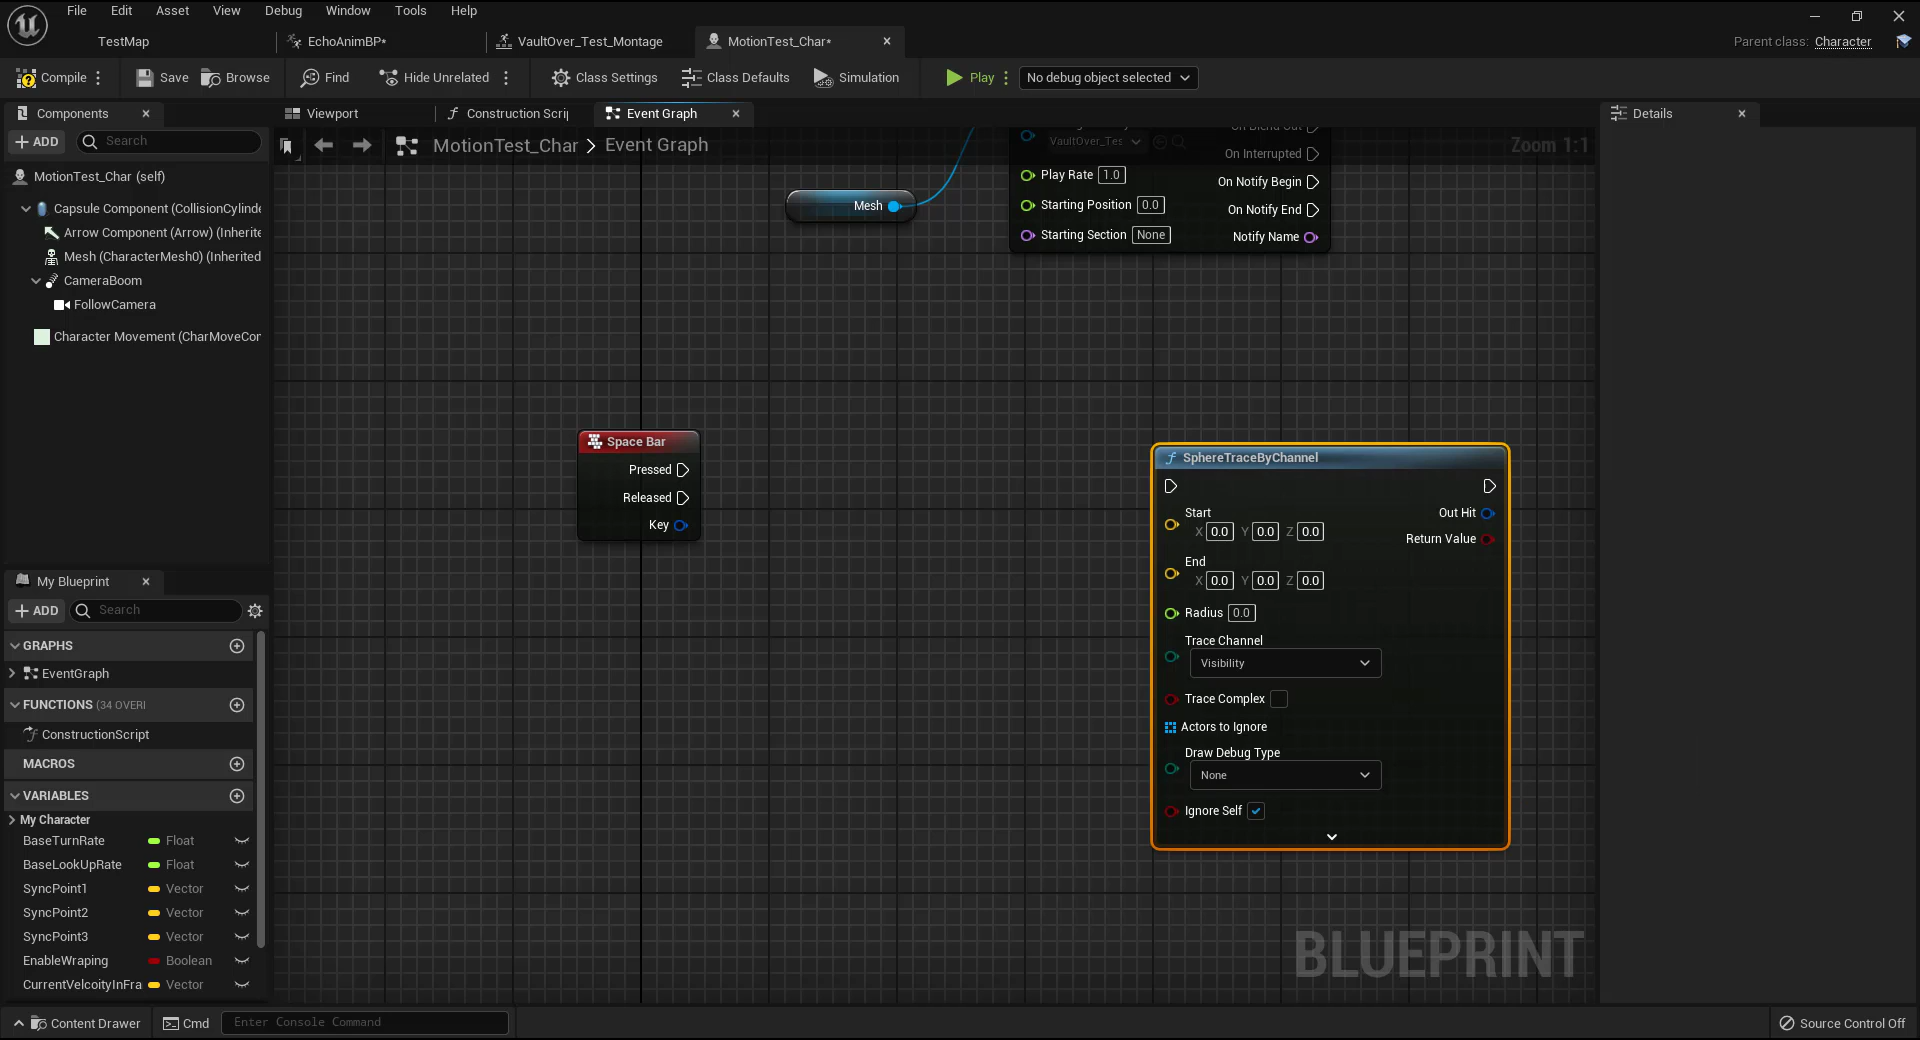 File Edit Asset View Debug Window Tools Help
TestMap EchoAnimBP* VaultOver_Test_Montage MotionTest_Char*
Parent class: Character
Compile Save Browse Find Hide Unrelated Class Settings Class Defaults Simulation Play No debug object selected
Components
ADD Search
MotionTest_Char (self)
Capsule Component (CollisionCylinde
Arrow Component (Arrow) (Inherite
Mesh (CharacterMesh0) (Inherited
CameraBoom
FollowCamera
Character Movement (CharMoveCor
My Blueprint
ADD Search
GRAPHS
EventGraph
FUNCTIONS (34 OVERI
ConstructionScript
MACROS
VARIABLES
My Character
BaseTurnRate Float
BaseLookUpRate Float
SyncPoint1 Vector
SyncPoint2 Vector
SyncPoint3 Vector
EnableWraping Boolean
CurrentVelcoityInFra Vector
Viewport Construction Scrip Event Graph
MotionTest_Char > Event Graph
Zoom 1:1
On Blend Out
VaultOver_Tes
On Interrupted
Play Rate 1.0
On Notify Begin
Starting Position 0.0
On Notify End
Starting Section None
Notify Name
Mesh
Space Bar
Pressed
Released
Key
SphereTraceByChannel
Start
X 0.0 Y 0.0 Z 0.0
Out Hit
Return Value
End
X 0.0 Y 0.0 Z 0.0
Radius 0.0
Trace Channel
Visibility
Trace Complex
Actors to Ignore
Draw Debug Type
None
Ignore Self
BLUEPRINT
Details
Content Drawer Cmd Enter Console Command
Source Control Off